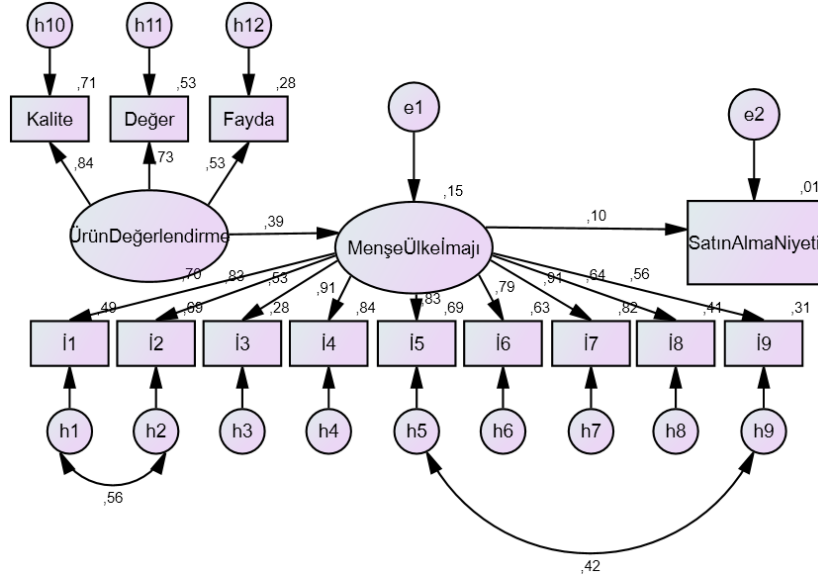 h10 h11 h12
,71 ,53 ,28
Kalite Değer Fayda
e1 e2
,84 ,73 ,53
,15 ,01
ÜrünDeğerlendirme ,39 MenşeÜlkeİmajı ,10 SatınAlmaNiyeti
,70 ,83 ,53 ,91 ,83 ,79 ,91 ,64 ,56
,49 ,69 ,28 ,84 ,69 ,63 ,82 ,41 ,31
İ1 İ2 İ3 İ4 İ5 İ6 İ7 İ8 İ9
h1 h2 h3 h4 h5 h6 h7 h8 h9
,56
,42